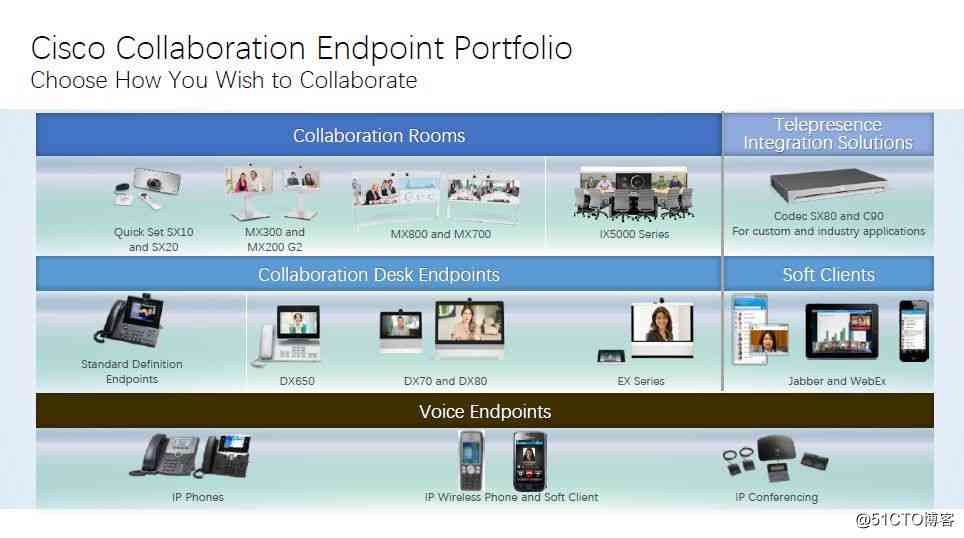 Cisco Collaboration Endpoint Portfolio
Choose How You Wish to Collaborate
Collaboration Rooms
Telepresence
Integration Solutions
Quick Set SX10
and SX20
MX300 and
MX200 G2
MX800 and MX700
IX5000 Series
Codec SX80 and C90
For custom and industry applications
Collaboration Desk Endpoints
Soft Clients
Standard Definition
Endpoints
DX650
DX70 and DX80
EX Series
Jabber and WebEx
Voice Endpoints
IP Phones
IP Wireless Phone and Soft Client
IP Conferencing
@51CTO博客